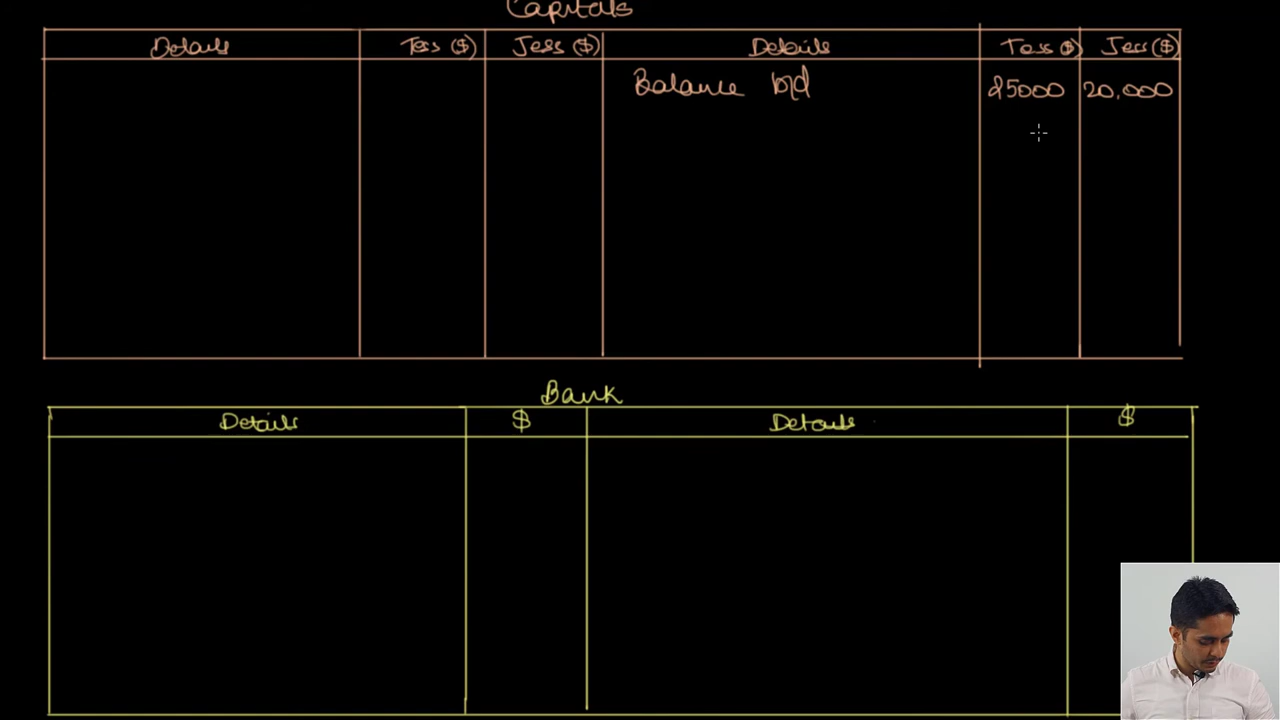 Capitals
Details Tess ($) Jess ($) Details Tess $) Jess ($)
Balance b/d 25000 20,000
Bank
Details $ Details $